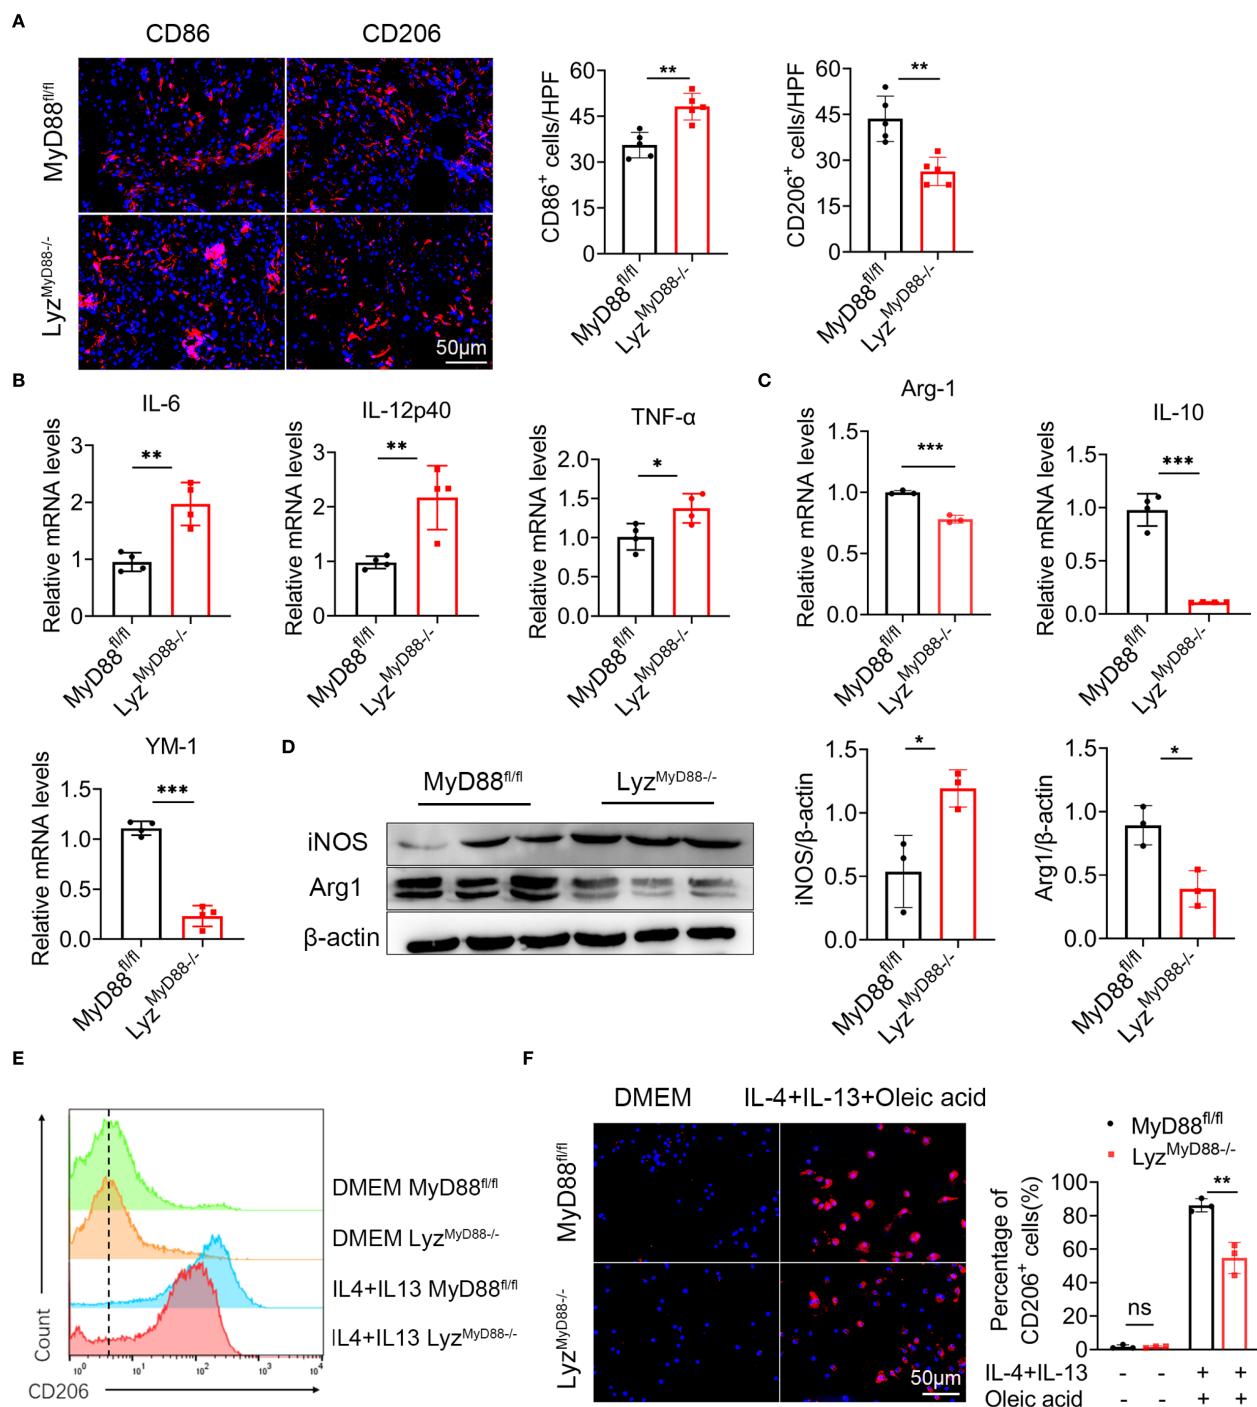 A
CD86
CD206
MyD88fl/fl
LyzMyD88-/-
50μm
CD86+ cells/HPF
60
45
30
15
0
**
MyD88fl/fl
LyzMyD88-/-
CD206+ cells/HPF
60
45
30
15
0
**
MyD88fl/fl
LyzMyD88-/-
B
IL-6
Relative mRNA levels
3
2
1
0
**
MyD88fl/fl
LyzMyD88-/-
IL-12p40
Relative mRNA levels
3
2
1
0
**
MyD88fl/fl
LyzMyD88-/-
TNF-α
Relative mRNA levels
2.0
1.5
1.0
0.5
0.0
*
MyD88fl/fl
LyzMyD88-/-
C
Arg-1
Relative mRNA levels
1.5
1.0
0.5
0.0
***
MyD88fl/fl
LyzMyD88-/-
IL-10
Relative mRNA levels
1.5
1.0
0.5
0.0
***
MyD88fl/fl
LyzMyD88-/-
YM-1
Relative mRNA levels
1.5
1.0
0.5
0.0
***
MyD88fl/fl
LyzMyD88-/-
D
MyD88fl/fl
LyzMyD88-/-
iNOS
Arg1
β-actin
iNOS/β-actin
1.5
1.0
0.5
0.0
*
MyD88fl/fl
LyzMyD88-/-
Arg1/β-actin
1.5
1.0
0.5
0.0
*
MyD88fl/fl
LyzMyD88-/-
E
Count
DMEM MyD88fl/fl
DMEM LyzMyD88-/-
IL4+IL13 MyD88fl/fl
IL4+IL13 LyzMyD88-/-
10^0 10^1 10^2 10^3 10^4
CD206
F
DMEM
IL-4+IL-13+Oleic acid
MyD88fl/fl
LyzMyD88-/-
50μm
MyD88fl/fl
LyzMyD88-/-
Percentage of
CD206+ cells(%)
100
80
60
40
20
0
ns
**
IL-4+IL-13 - - + +
Oleic acid - - + +